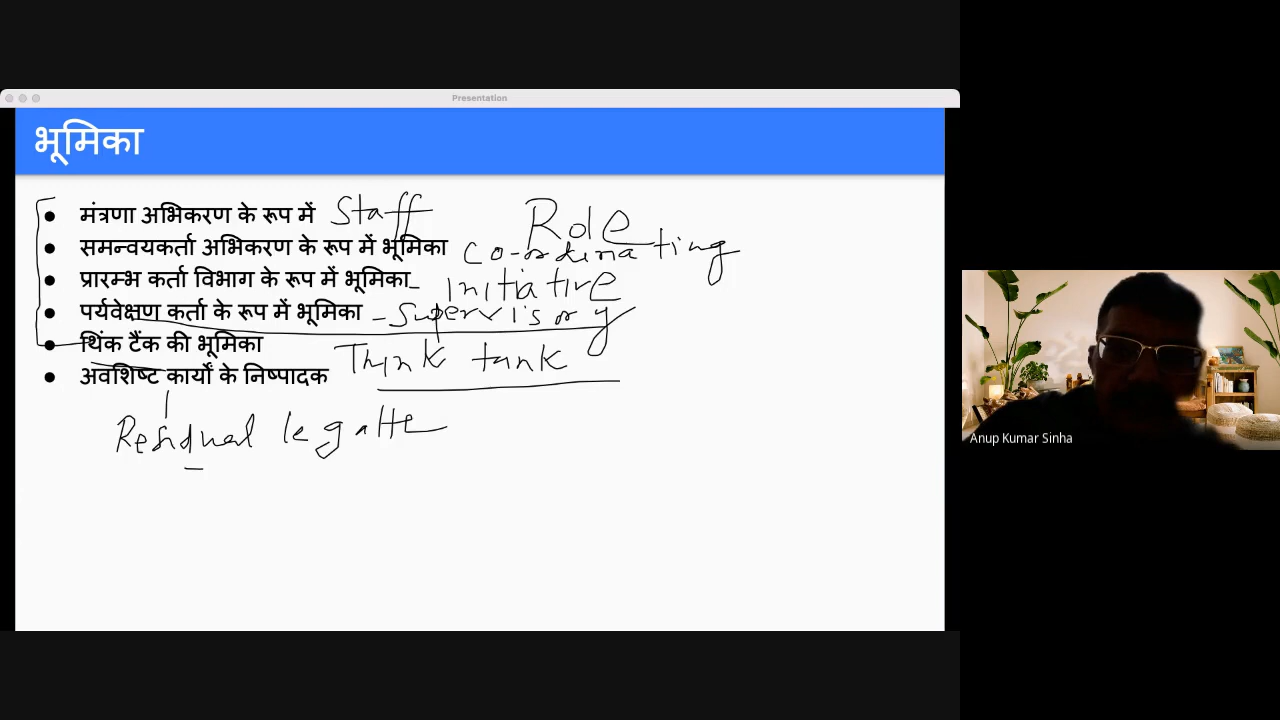 Presentation
भूमिका
• मंत्रणा अभिकरण के रूप में Staff
Role
• समन्वयकर्ता अभिकरण के रूप में भूमिका Co-ordinating
• प्रारम्भ कर्ता विभाग के रूप में भूमिका - Initiative
• पर्यवेक्षण कर्ता के रूप में भूमिका - Supervisory
• थिंक टैंक की भूमिका Think tank
• अवशिष्ट कार्यों के निष्पादक
Residual legatte
Anup Kumar Sinha